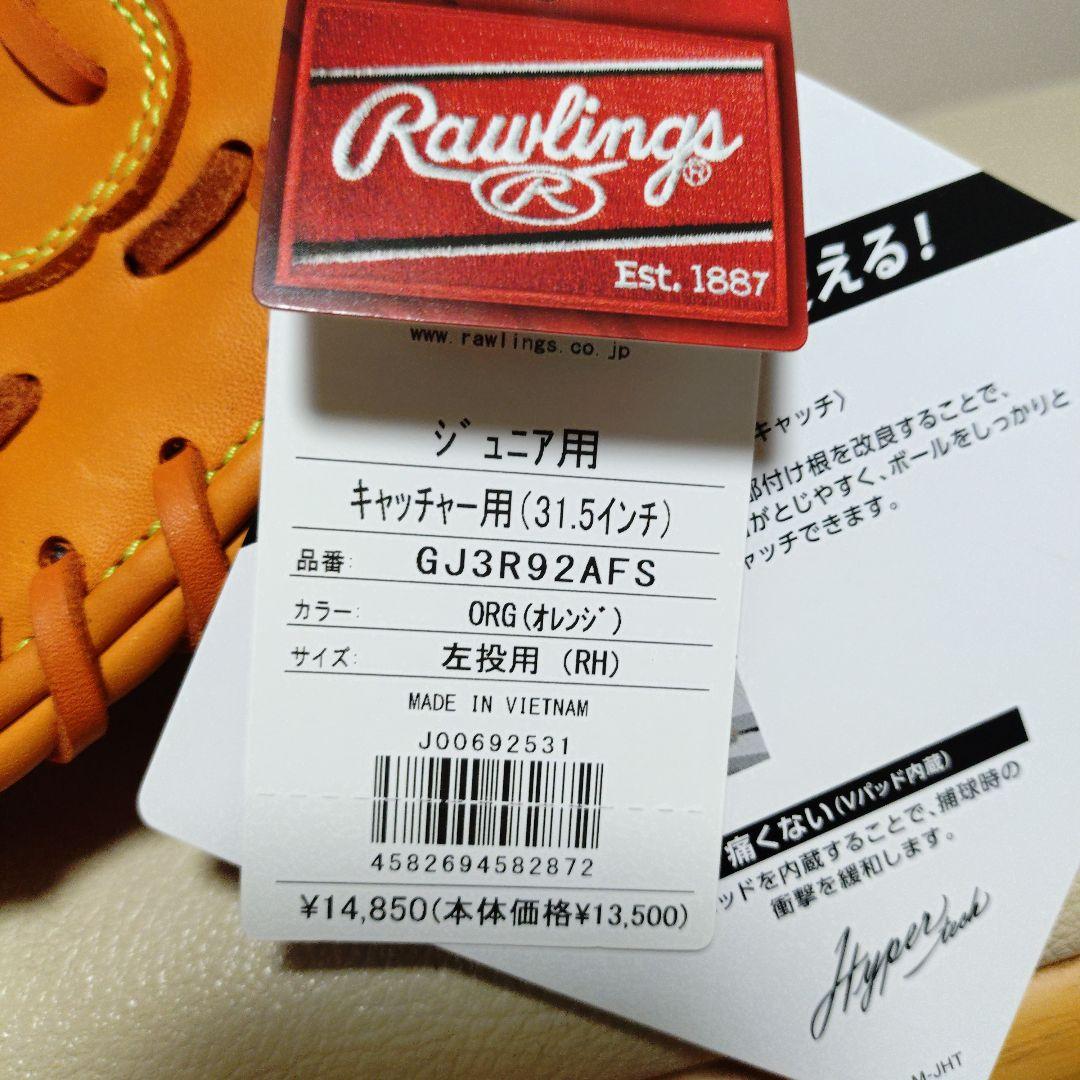 Rawlings®
R
Est. 1887
www.rawlings.co.jp
ジュニア用
キャッチャー用(31.5インチ)
品番: GJ3R92AFS
カラー: ORG(オレンジ)
サイズ: 左投用 (RH)
MADE IN VIETNAM
J00692531
4582694582872
¥14,850(本体価格¥13,500)
える!
キャッチ〉
部付け根を改良することで、
がとじやすく、ボールをしっかりと
ャッチできます。
痛くない(Vパッド内蔵)
ッドを内蔵することで、捕球時の
衝撃を緩和します。
Hyper tech
M-JHT